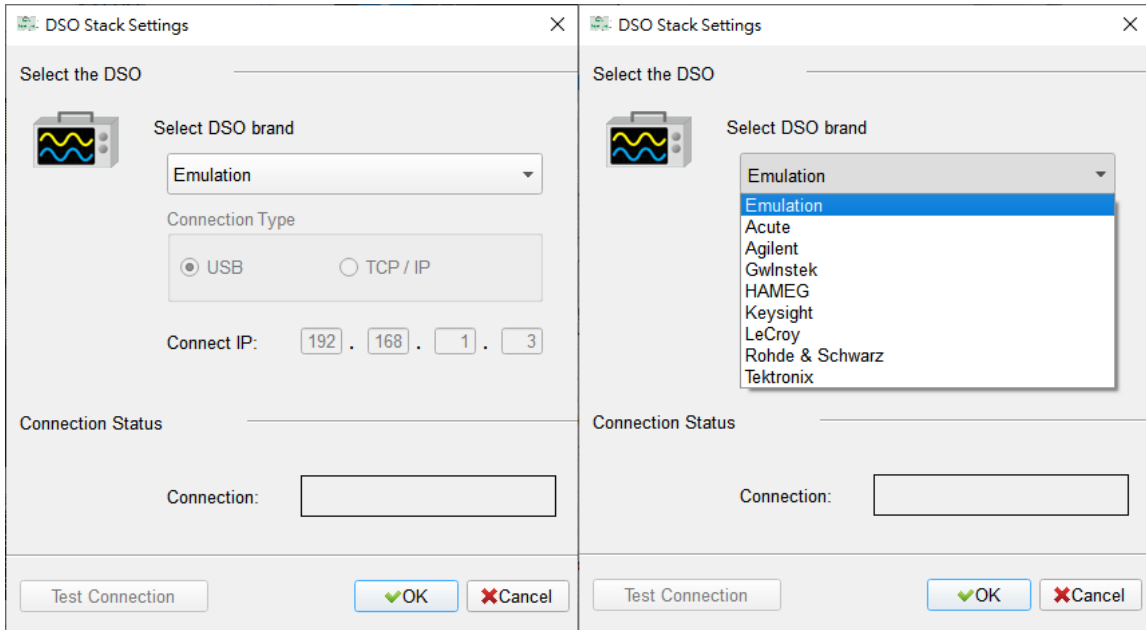 DSO Stack Settings
Select the DSO
Select DSO brand
Emulation
Connection Type
USB TCP / IP
Connect IP: 192 . 168 . 1 . 3
Connection Status
Connection:
Test Connection OK Cancel
DSO Stack Settings
Select the DSO
Select DSO brand
Emulation
Emulation
Acute
Agilent
GwInstek
HAMEG
Keysight
LeCroy
Rohde & Schwarz
Tektronix
Connection Status
Connection:
Test Connection OK Cancel